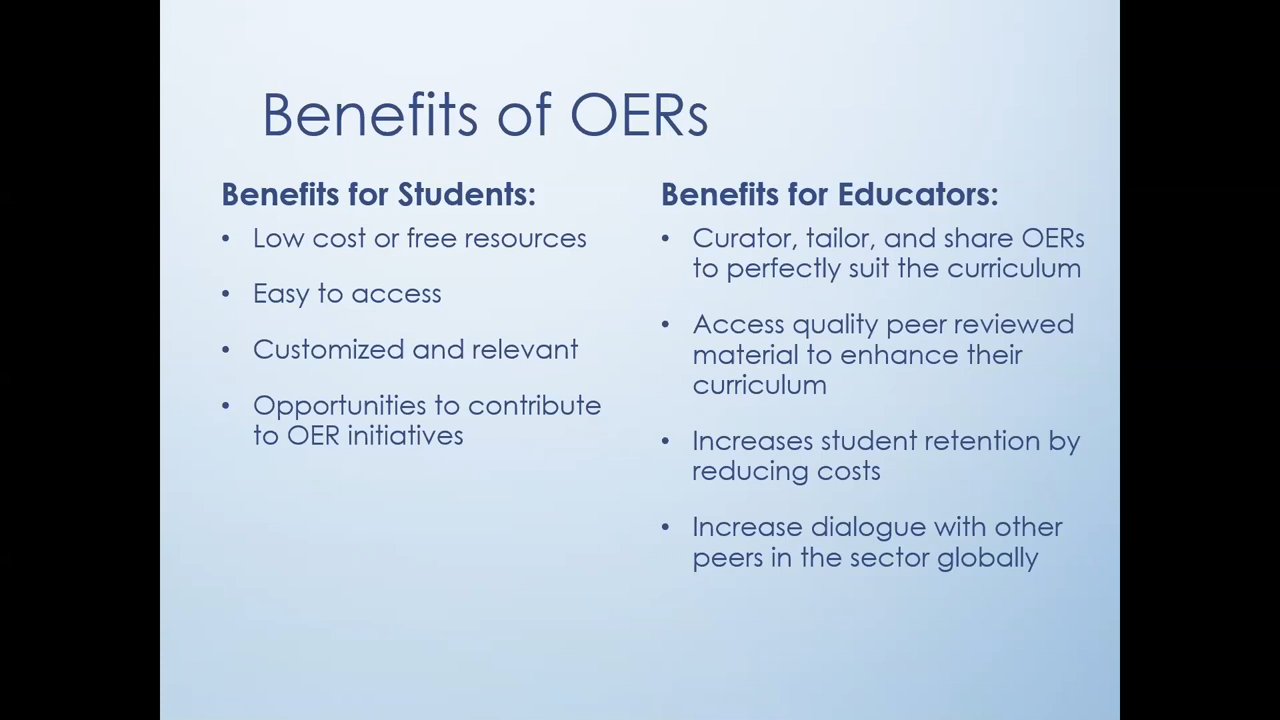 Benefits of OERs
Benefits for Students:
• Low cost or free resources
• Easy to access
• Customized and relevant
• Opportunities to contribute
to OER initiatives
Benefits for Educators:
• Curator, tailor, and share OERs
to perfectly suit the curriculum
• Access quality peer reviewed
material to enhance their
curriculum
• Increases student retention by
reducing costs
• Increase dialogue with other
peers in the sector globally